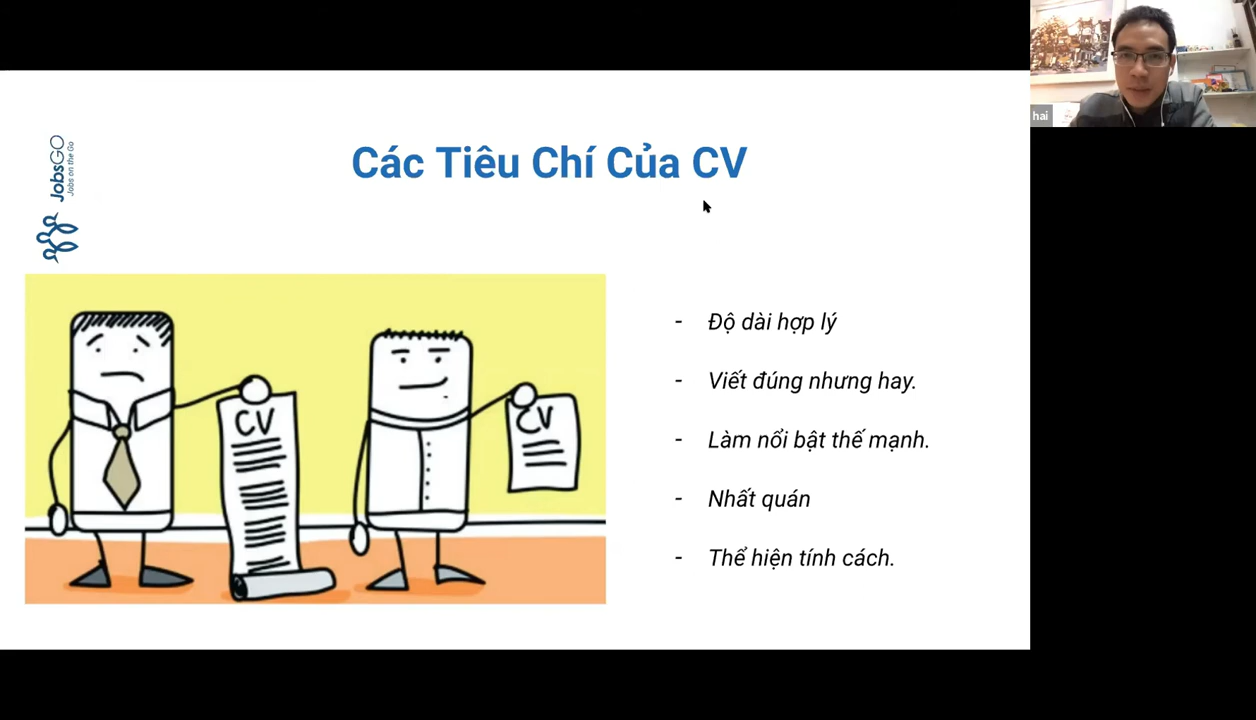 hai
JobsGO
Jobs on the Go
Các Tiêu Chí Của CV
CV
CV
- Độ dài hợp lý
- Viết đúng nhưng hay.
- Làm nổi bật thế mạnh.
- Nhất quán
- Thể hiện tính cách.